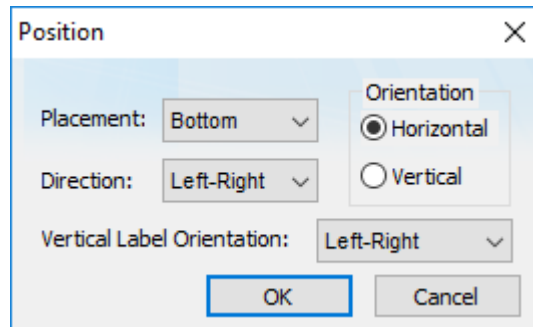 Position
Orientation
Placement: Bottom
Horizontal
Direction: Left-Right
Vertical
Vertical Label Orientation: Left-Right
OK Cancel